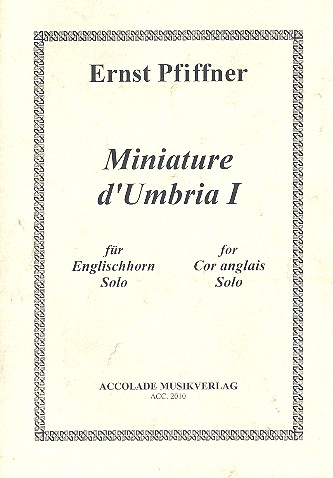 Ernst Pfiffner
Miniature
d'Umbria I
für
Englischhorn
Solo
for
Cor anglais
Solo
ACCOLADE MUSIKVERLAG
ACC. 2010